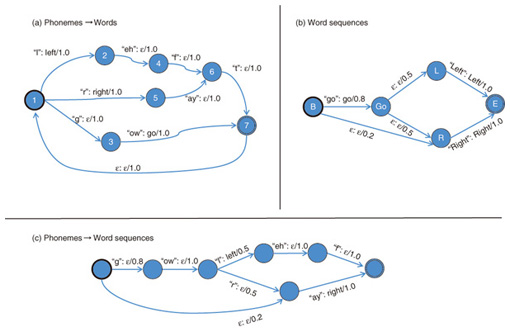 (a) Phonemes → Words
"l": left/1.0
2
"eh": ε/1.0
4
"f": ε/1.0
6
"t": ε/1.0
1
"r": right/1.0
5
"ay": ε/1.0
"g": ε/1.0
3
"ow": go/1.0
7
ε: ε/1.0
(b) Word sequences
B
"go": go/0.8
Go
ε: ε/0.5
L
"Left": Left/1.0
E
ε: ε/0.5
R
"Right": Right/1.0
ε: ε/0.2
(c) Phonemes → Word sequences
"g": ε/0.8
"ow": ε/1.0
"l": left/0.5
"eh": ε/1.0
"f": ε/1.0
"r": ε/0.5
"ay": right/1.0
ε: ε/0.2